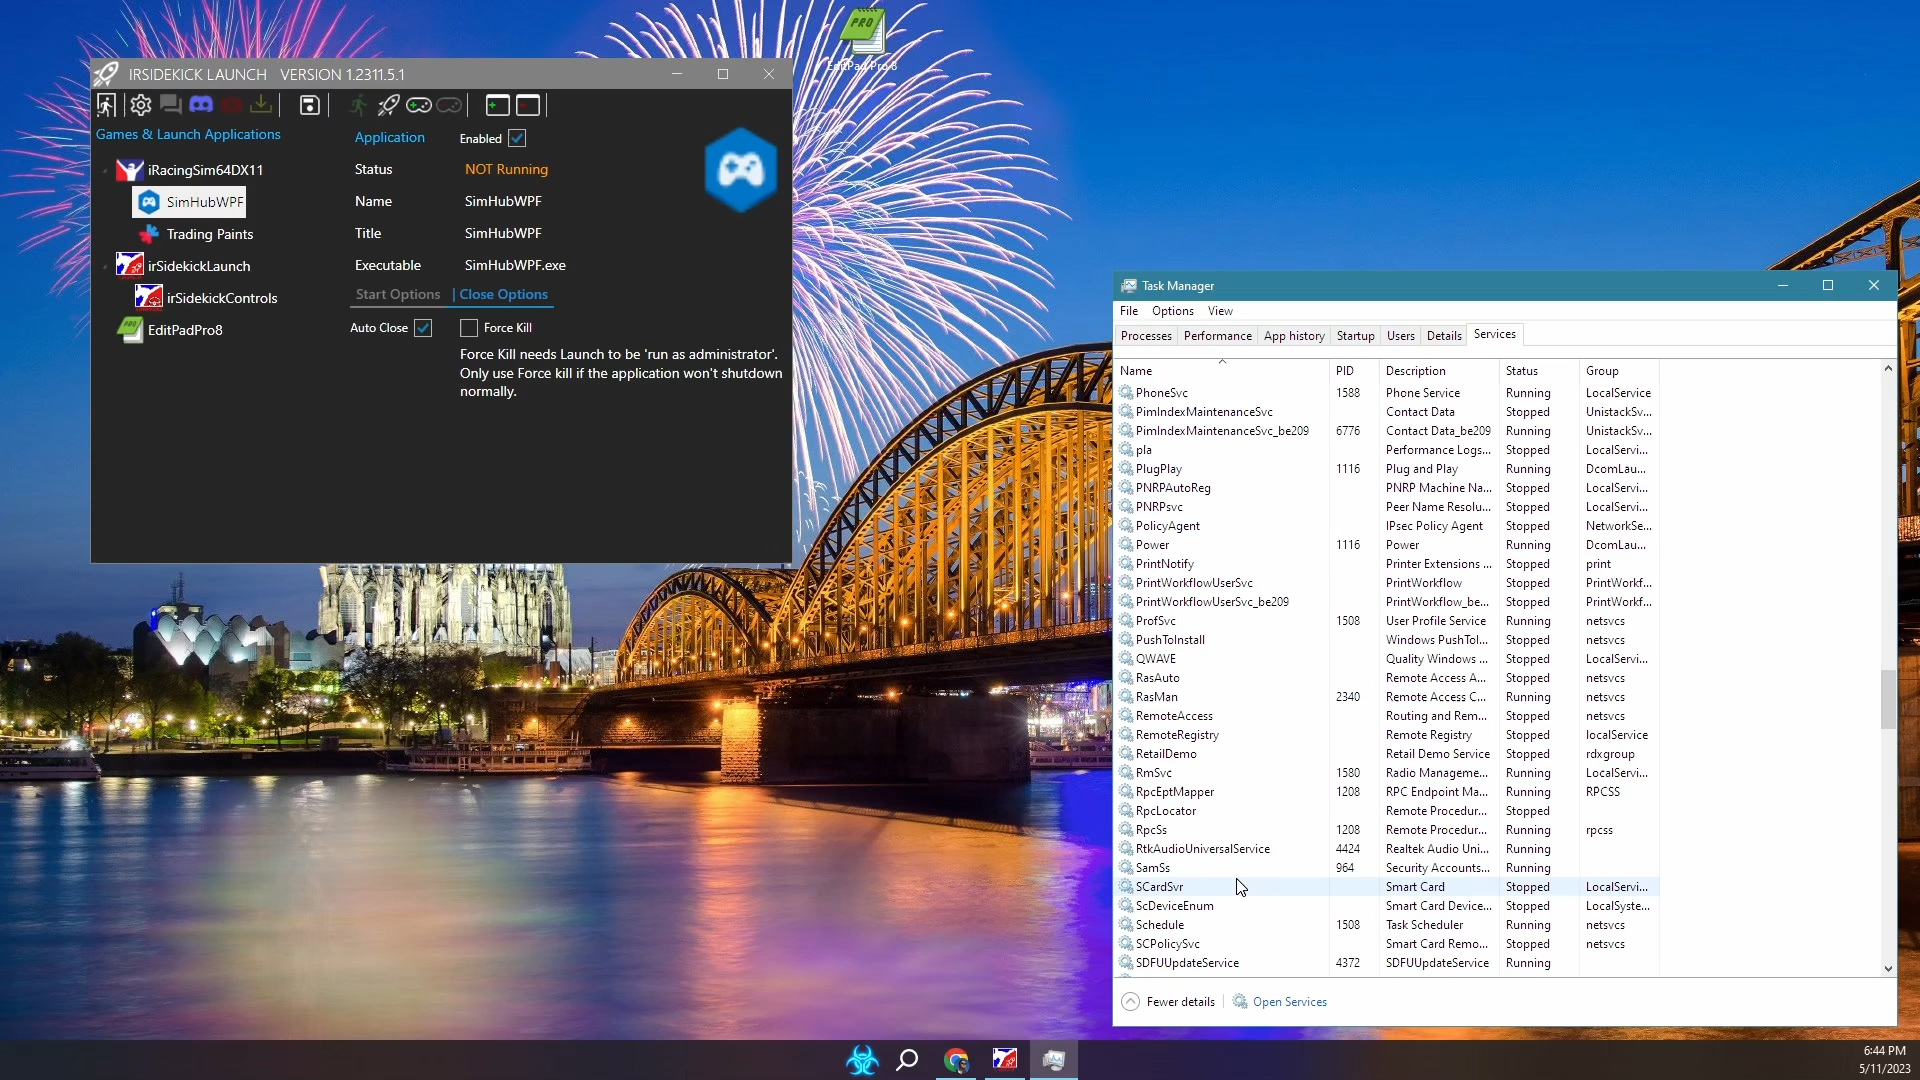 EditPad Pro 8
IRSIDEKICK LAUNCH VERSION 1.2311.5.1
Games & Launch Applications
iRacingSim64DX11
SimHubWPF
Trading Paints
irSidekickLaunch
irSidekickControls
EditPadPro8
Application Enabled
Status NOT Running
Name SimHubWPF
Title SimHubWPF
Executable SimHubWPF.exe
Start Options | Close Options
Auto Close Force Kill
Force Kill needs Launch to be 'run as administrator'.
Only use Force kill if the application won't shutdown
normally.
Task Manager
File Options View
Processes Performance App history Startup Users Details Services
Name PID Description Status Group
PhoneSvc 1588 Phone Service Running LocalService
PimIndexMaintenanceSvc Contact Data Stopped UnistackSv...
PimIndexMaintenanceSvc_be209 6776 Contact Data_be209 Running UnistackSv...
pla Performance Logs... Stopped LocalServi...
PlugPlay 1116 Plug and Play Running DcomLau...
PNRPAutoReg PNRP Machine Na... Stopped LocalServi...
PNRPsvc Peer Name Resolu... Stopped LocalServi...
PolicyAgent IPsec Policy Agent Stopped NetworkSe...
Power 1116 Power Running DcomLau...
PrintNotify Printer Extensions ... Stopped print
PrintWorkflowUserSvc PrintWorkflow Stopped PrintWorkf...
PrintWorkflowUserSvc_be209 PrintWorkflow_be... Stopped PrintWorkf...
ProfSvc 1508 User Profile Service Running netsvcs
PushToInstall Windows PushToI... Stopped netsvcs
QWAVE Quality Windows ... Stopped LocalServi...
RasAuto Remote Access A... Stopped netsvcs
RasMan 2340 Remote Access C... Running netsvcs
RemoteAccess Routing and Rem... Stopped netsvcs
RemoteRegistry Remote Registry Stopped localService
RetailDemo Retail Demo Service Stopped rdxgroup
RmSvc 1580 Radio Manageme... Running LocalServi...
RpcEptMapper 1208 RPC Endpoint Ma... Running RPCSS
RpcLocator Remote Procedur... Stopped
RpcSs 1208 Remote Procedur... Running rpcss
RtkAudioUniversalService 4424 Realtek Audio Uni... Running
SamSs 964 Security Accounts... Running
SCardSvr Smart Card Stopped LocalServi...
ScDeviceEnum Smart Card Device... Stopped LocalSyste...
Schedule 1508 Task Scheduler Running netsvcs
SCPolicySvc Smart Card Remo... Stopped netsvcs
SDFUUpdateService 4372 SDFUUpdateService Running
Fewer details Open Services
6:44 PM
5/11/2023